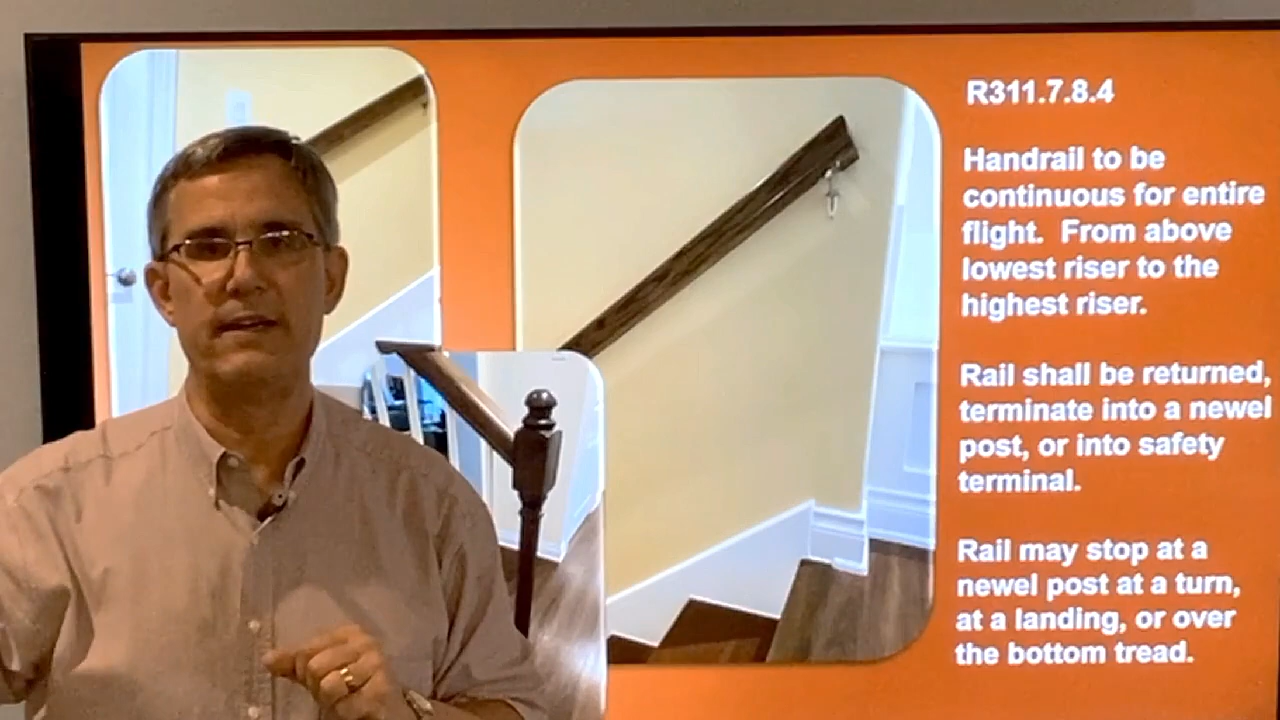 R311.7.8.4
Handrail to be
continuous for entire
flight. From above
lowest riser to the
highest riser.
Rail shall be returned,
terminate into a newel
post, or into safety
terminal.
Rail may stop at a
newel post at a turn,
at a landing, or over
the bottom tread.